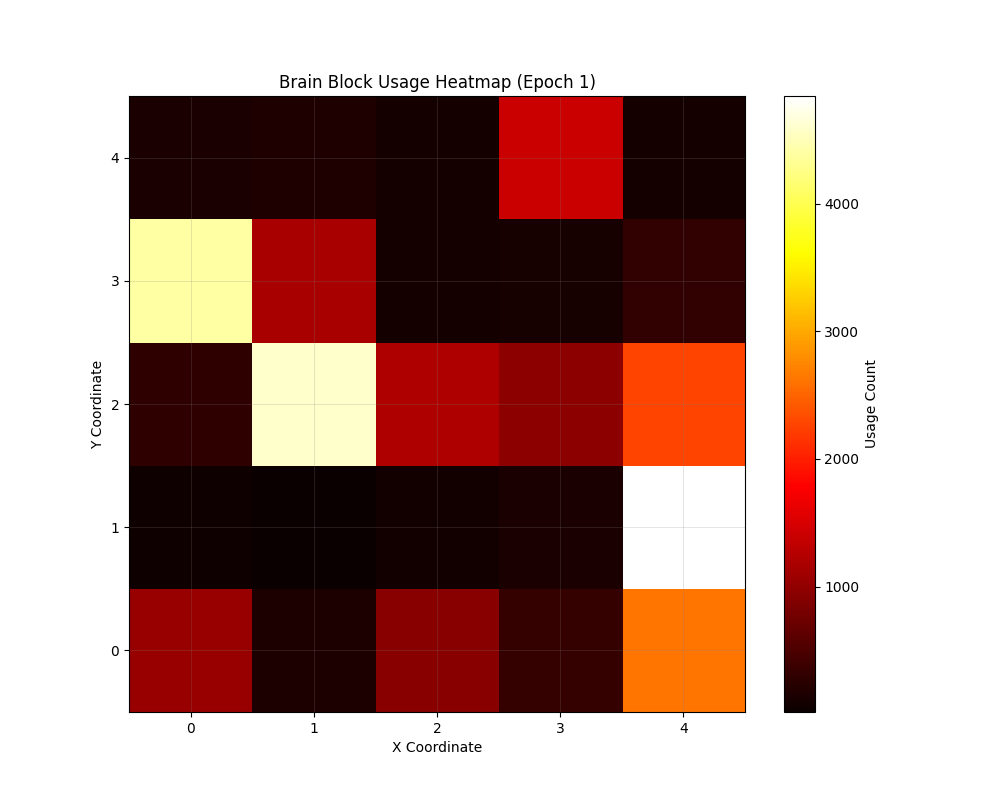 Brain Block Usage Heatmap (Epoch 1)
4
3
2
1
0
Y Coordinate
0 1 2 3 4
X Coordinate
4000
3000
2000
1000
Usage Count